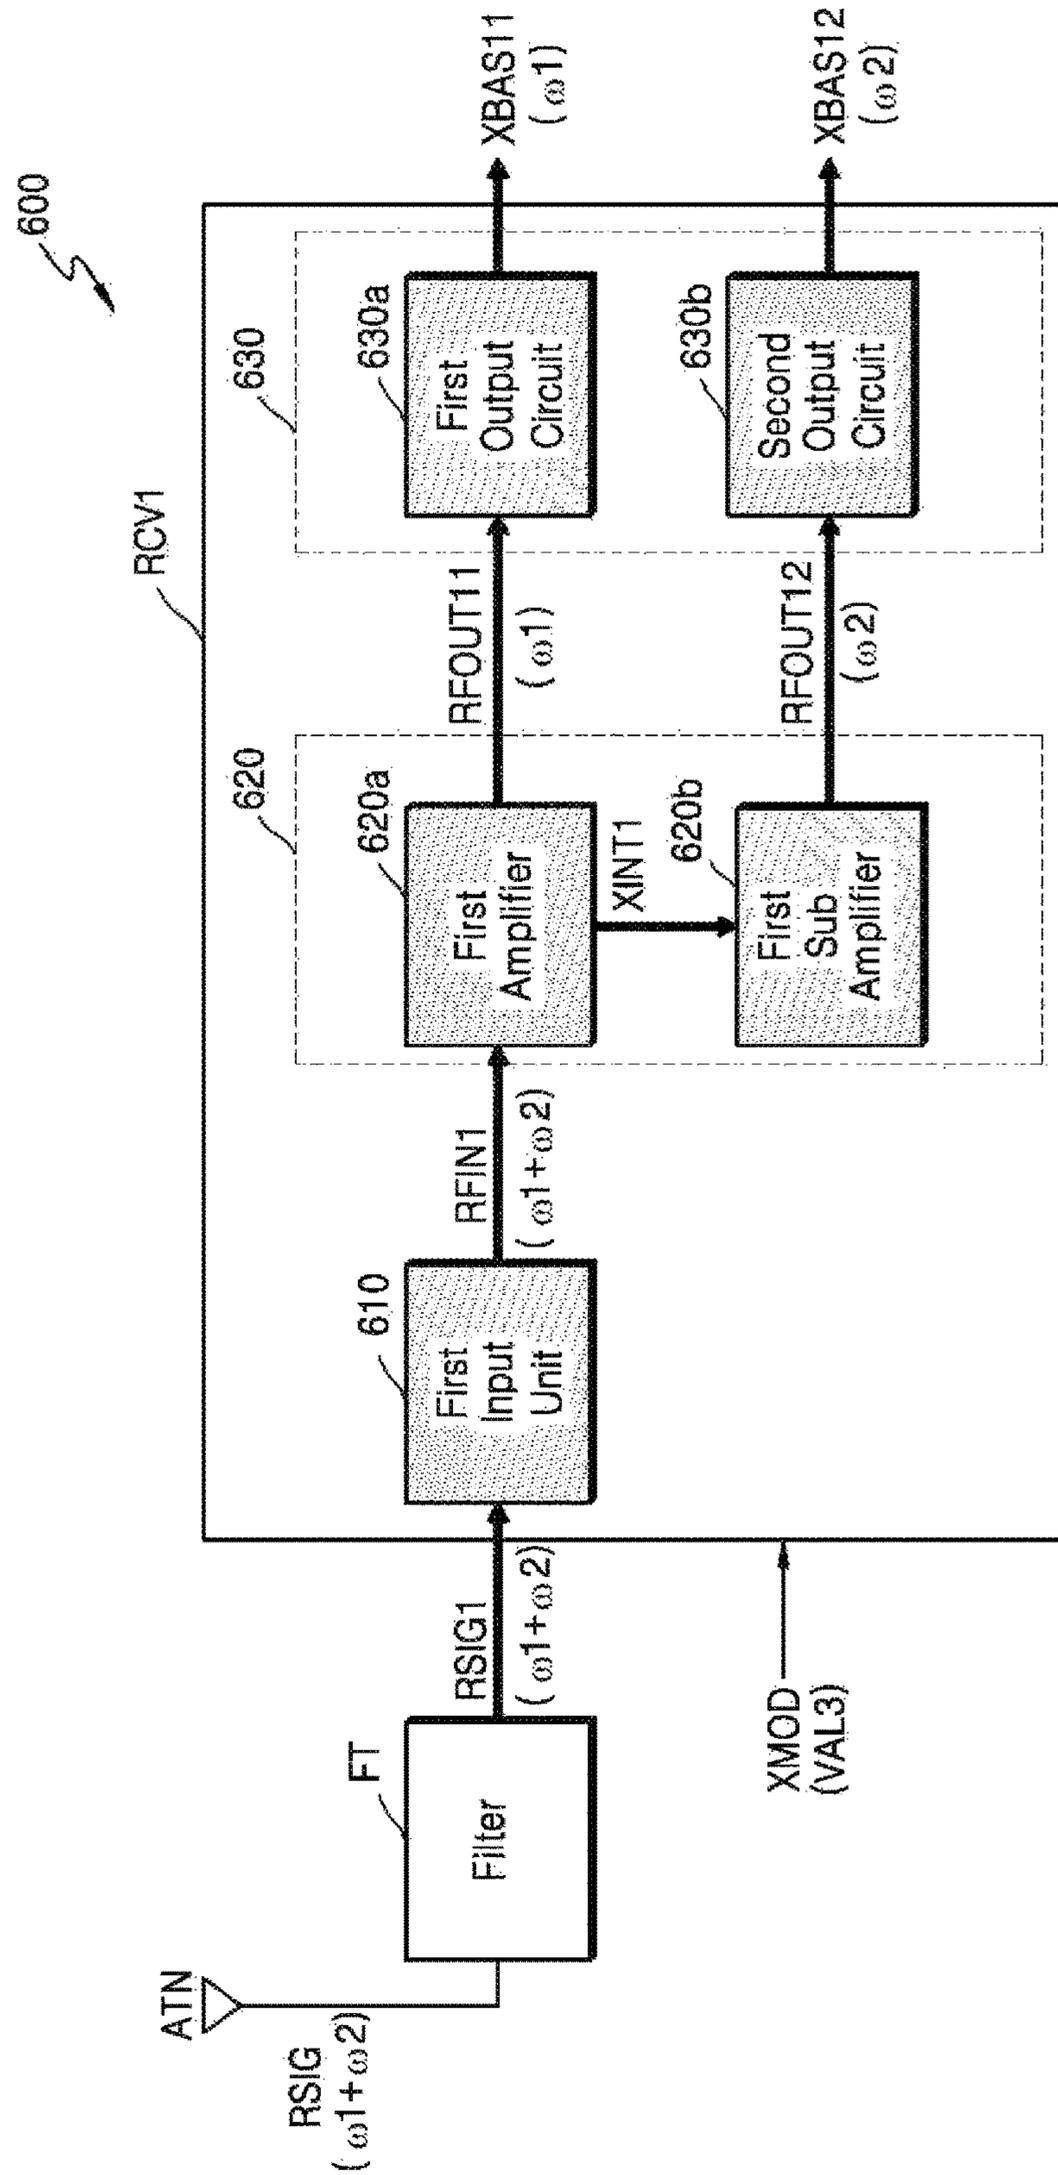 600
RCV1
ATN
RSIG
(ω1+ω2)
FT
Filter
RSIG1
(ω1+ω2)
XMOD
(VAL3)
610
First
Input
Unit
RFIN1
(ω1+ω2)
620
620a
First
Amplifier
XINT1
620b
First
Sub
Amplifier
RFOUT11
(ω1)
RFOUT12
(ω2)
630
630a
First
Output
Circuit
630b
Second
Output
Circuit
XBAS11
(ω1)
XBAS12
(ω2)